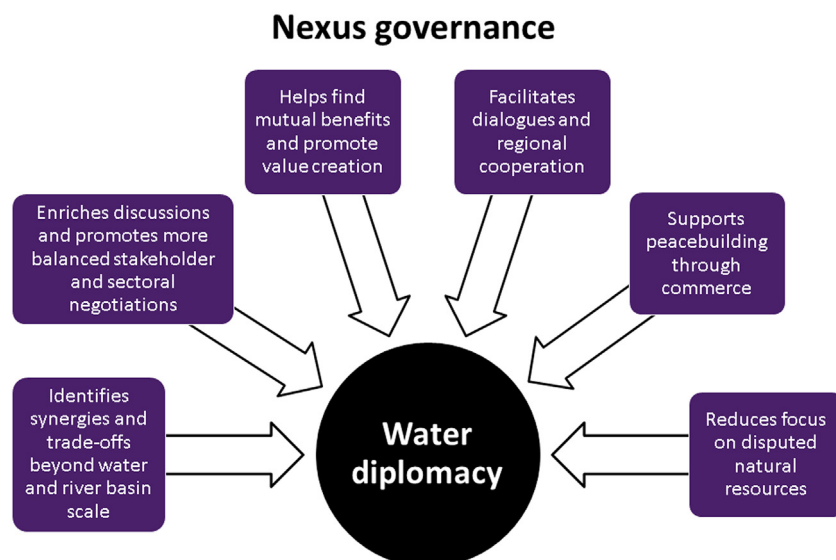 Nexus governance
Helps find
mutual benefits
and promote
value creation
Facilitates
dialogues and
regional
cooperation
Enriches discussions
and promotes more
balanced stakeholder
and sectoral
negotiations
Supports
peacebuilding
through
commerce
Identifies
synergies and
trade-offs
beyond water
and river basin
scale
Water
diplomacy
Reduces focus
on disputed
natural
resources